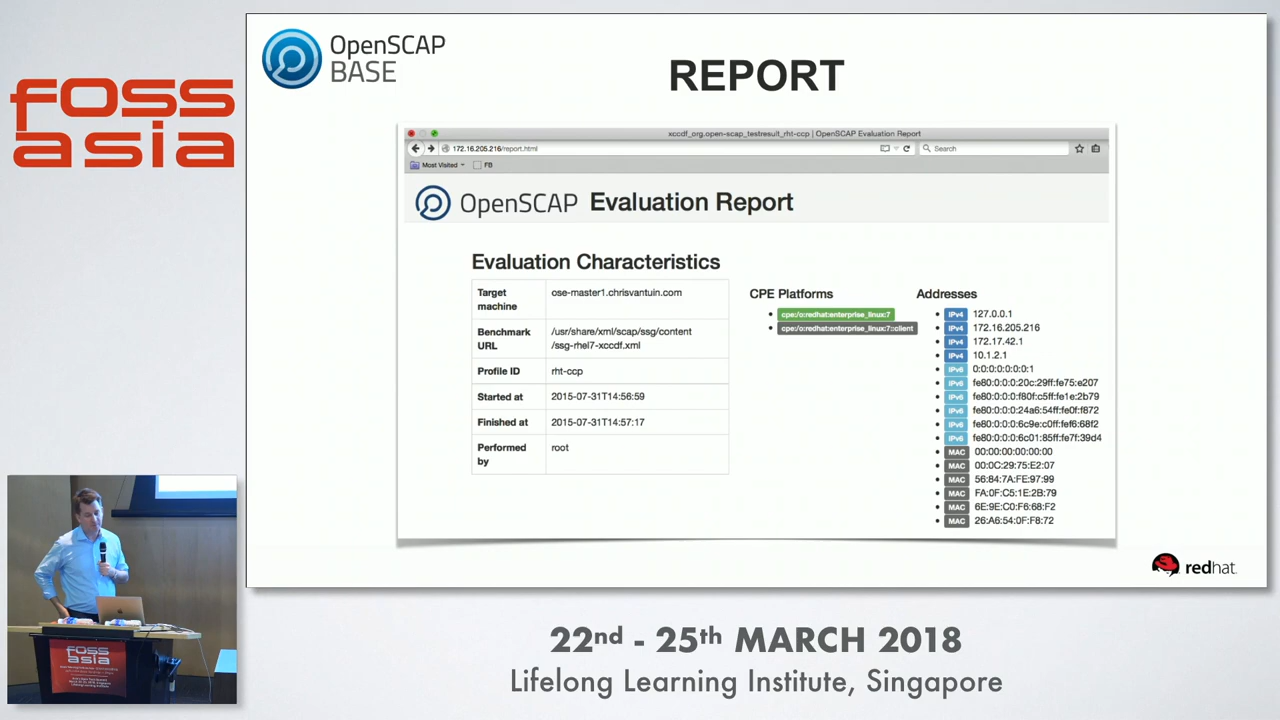 foss
asia
OpenSCAP
BASE
REPORT
xccdf_org.open-scap_testresult_rht-ccp | OpenSCAP Evaluation Report
172.16.205.216/report.html
Search
Most Visited
FB
OpenSCAP Evaluation Report
Evaluation Characteristics
Target machine
ose-master1.chrisvantuin.com
Benchmark URL
/usr/share/xml/scap/ssg/content
/ssg-rhel7-xccdf.xml
Profile ID
rht-ccp
Started at
2015-07-31T14:56:59
Finished at
2015-07-31T14:57:17
Performed by
root
CPE Platforms
cpe:/o:redhat:enterprise_linux:7
cpe:/o:redhat:enterprise_linux:7::client
Addresses
IPv4 127.0.0.1
IPv4 172.16.205.216
IPv4 172.17.42.1
IPv4 10.1.2.1
IPv6 0:0:0:0:0:0:0:1
IPv6 fe80:0:0:0:20c:29ff:fe75:e207
IPv6 fe80:0:0:0:f80f:c5ff:fe1e:2b79
IPv6 fe80:0:0:0:24a6:54ff:fe0f:f872
IPv6 fe80:0:0:0:6c9e:c0ff:fef6:68f2
IPv6 fe80:0:0:0:6c01:85ff:fe7f:39d4
MAC 00:00:00:00:00:00
MAC 00:0C:29:75:E2:07
MAC 56:84:7A:FE:97:99
MAC FA:0F:C5:1E:2B:79
MAC 6E:9E:C0:F6:68:F2
MAC 26:A6:54:0F:F8:72
redhat.
foss
asia
22nd - 25th MARCH 2018
Lifelong Learning Institute, Singapore